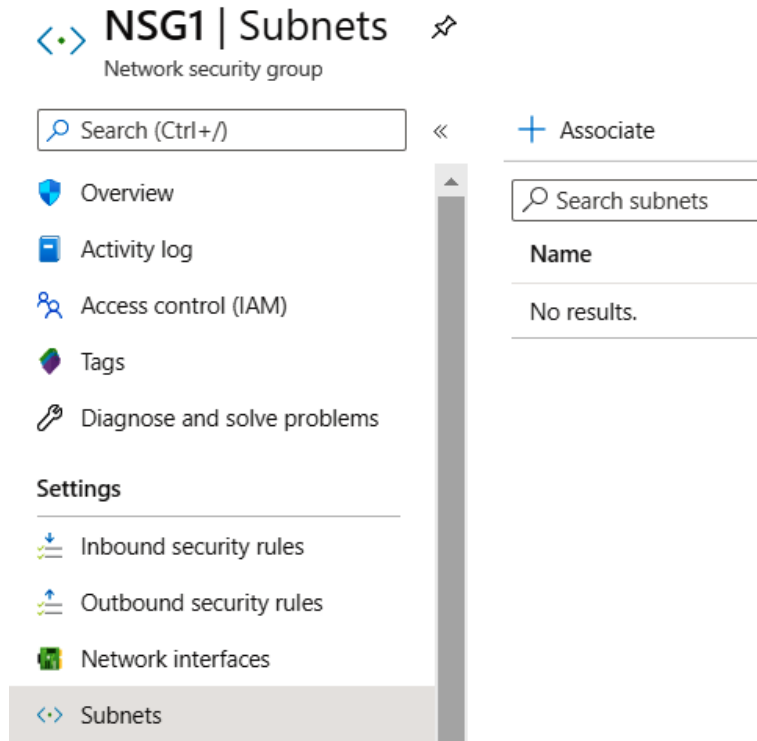 NSG1 | Subnets
Network security group
Search (Ctrl+/)
«
Overview
Activity log
Access control (IAM)
Tags
Diagnose and solve problems
Settings
Inbound security rules
Outbound security rules
Network interfaces
Subnets
+ Associate
Search subnets
Name
No results.